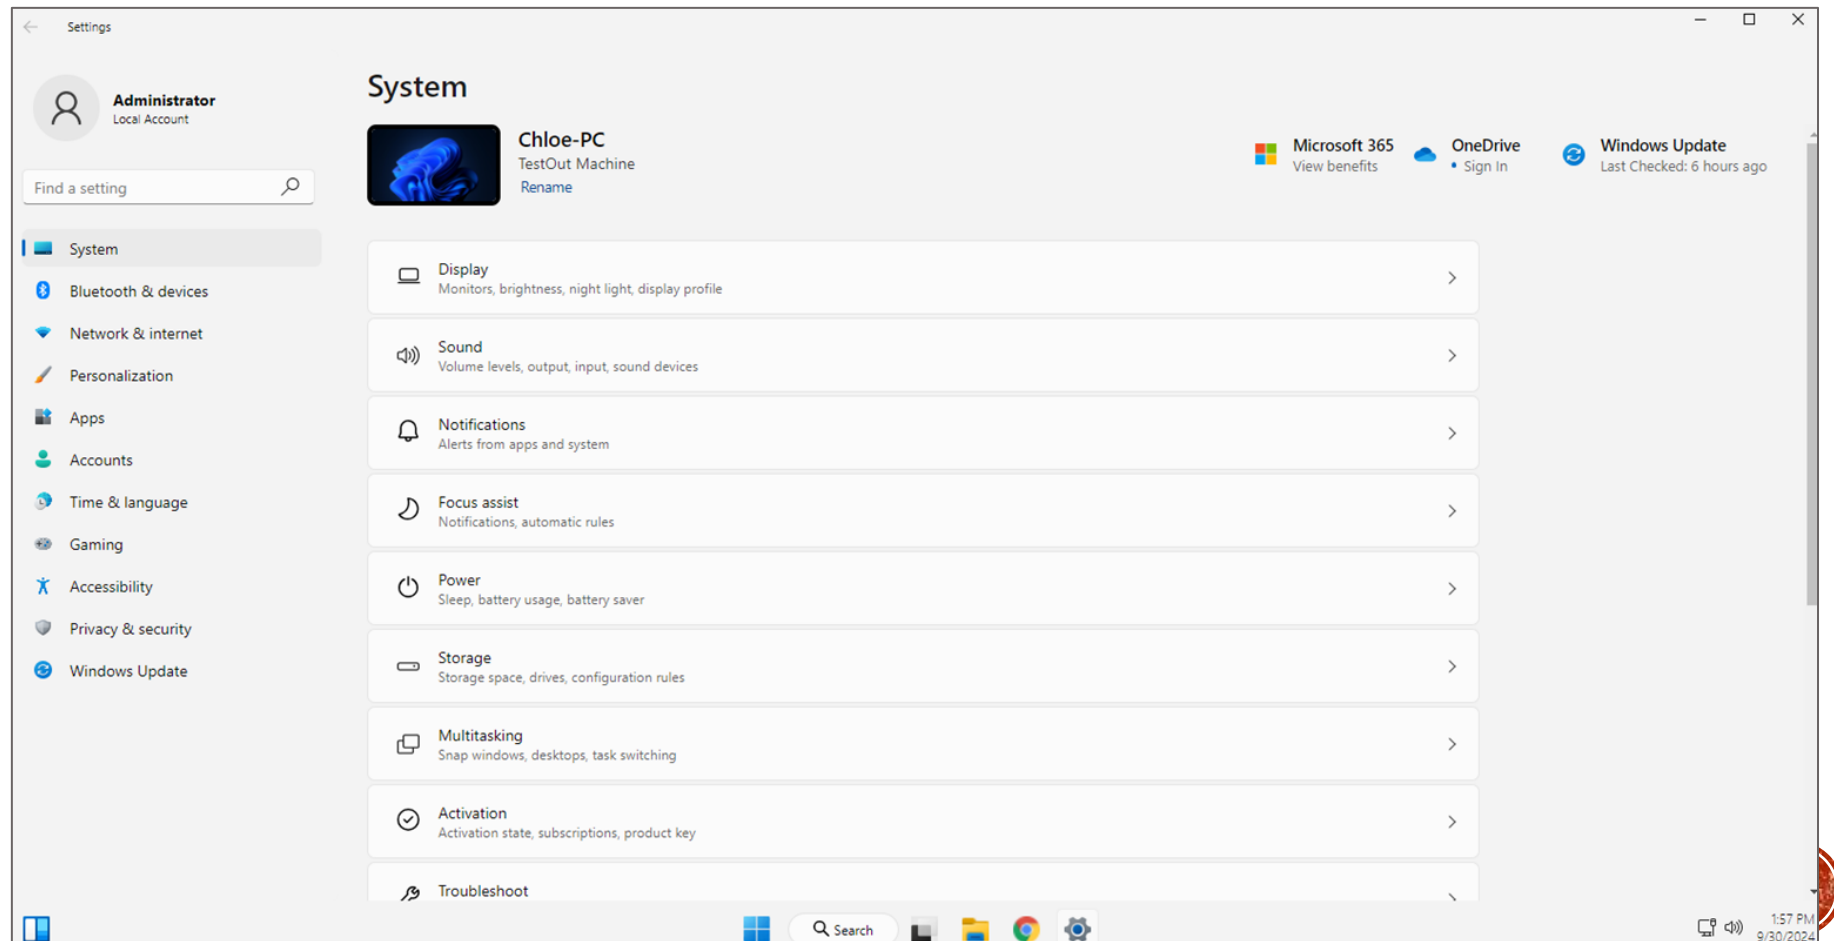 Settings
Administrator
Local Account
Find a setting
System
Bluetooth & devices
Network & internet
Personalization
Apps
Accounts
Time & language
Gaming
Accessibility
Privacy & security
Windows Update
System
Chloe-PC
TestOut Machine
Rename
Microsoft 365
View benefits
OneDrive
• Sign In
Windows Update
Last Checked: 6 hours ago
Display
Monitors, brightness, night light, display profile
Sound
Volume levels, output, input, sound devices
Notifications
Alerts from apps and system
Focus assist
Notifications, automatic rules
Power
Sleep, battery usage, battery saver
Storage
Storage space, drives, configuration rules
Multitasking
Snap windows, desktops, task switching
Activation
Activation state, subscriptions, product key
Troubleshoot
Search
1:57 PM
9/30/2024